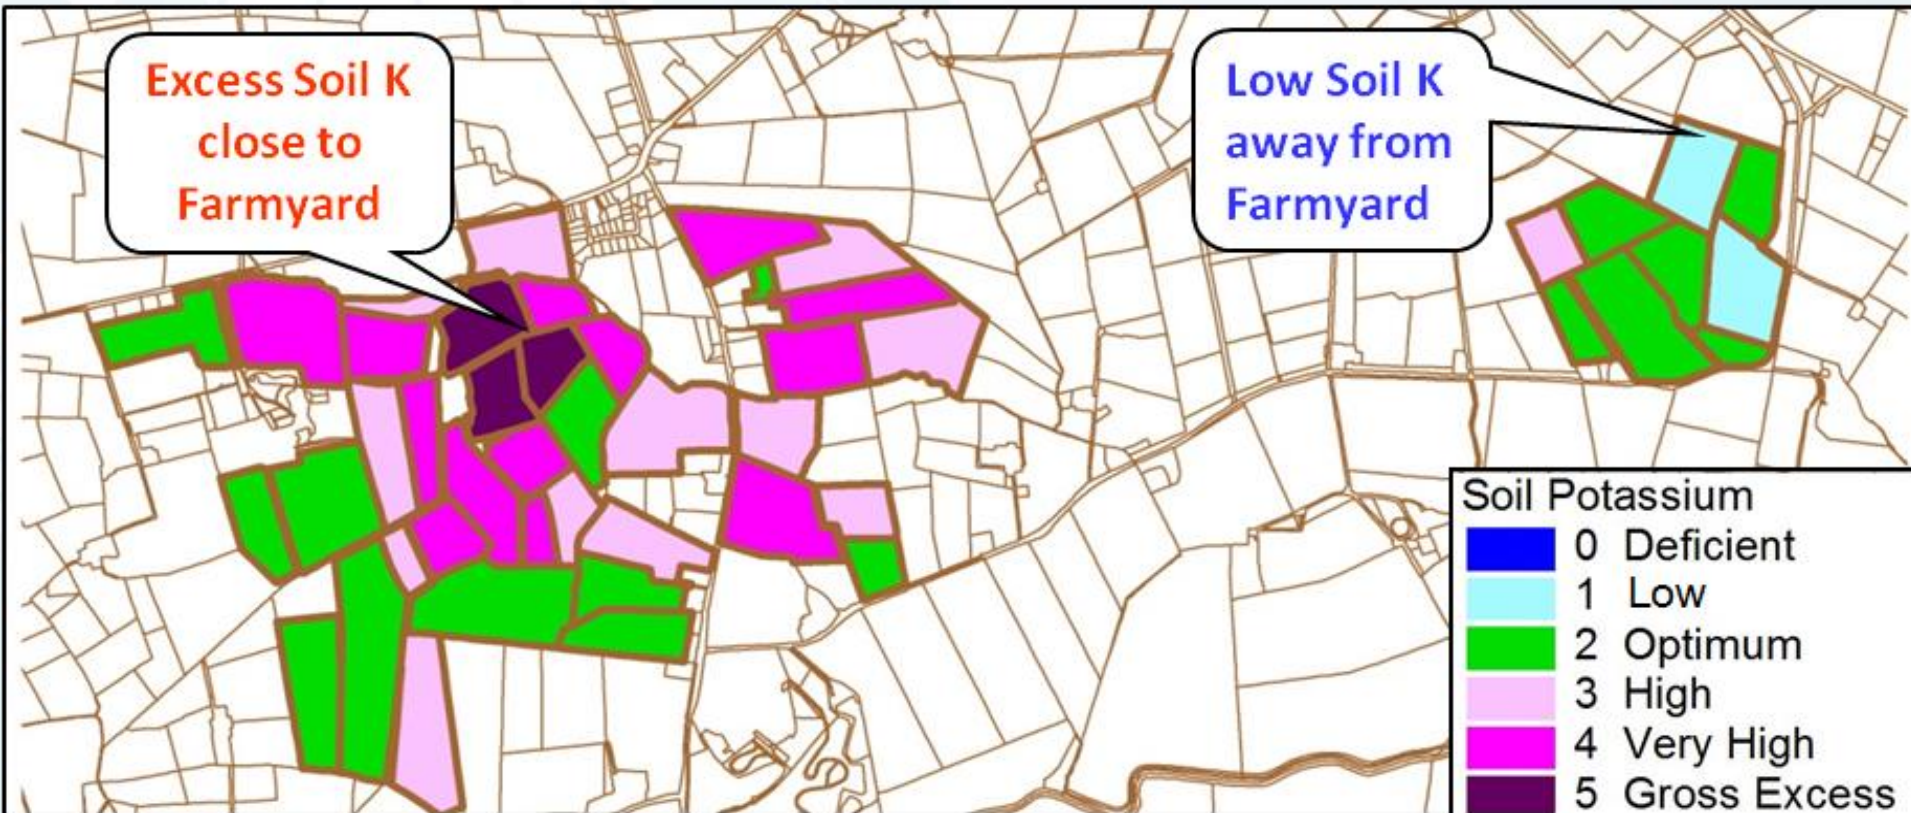 Excess Soil K
close to
Farmyard
Low Soil K
away from
Farmyard
Soil Potassium
0 Deficient
1 Low
2 Optimum
3 High
4 Very High
5 Gross Excess